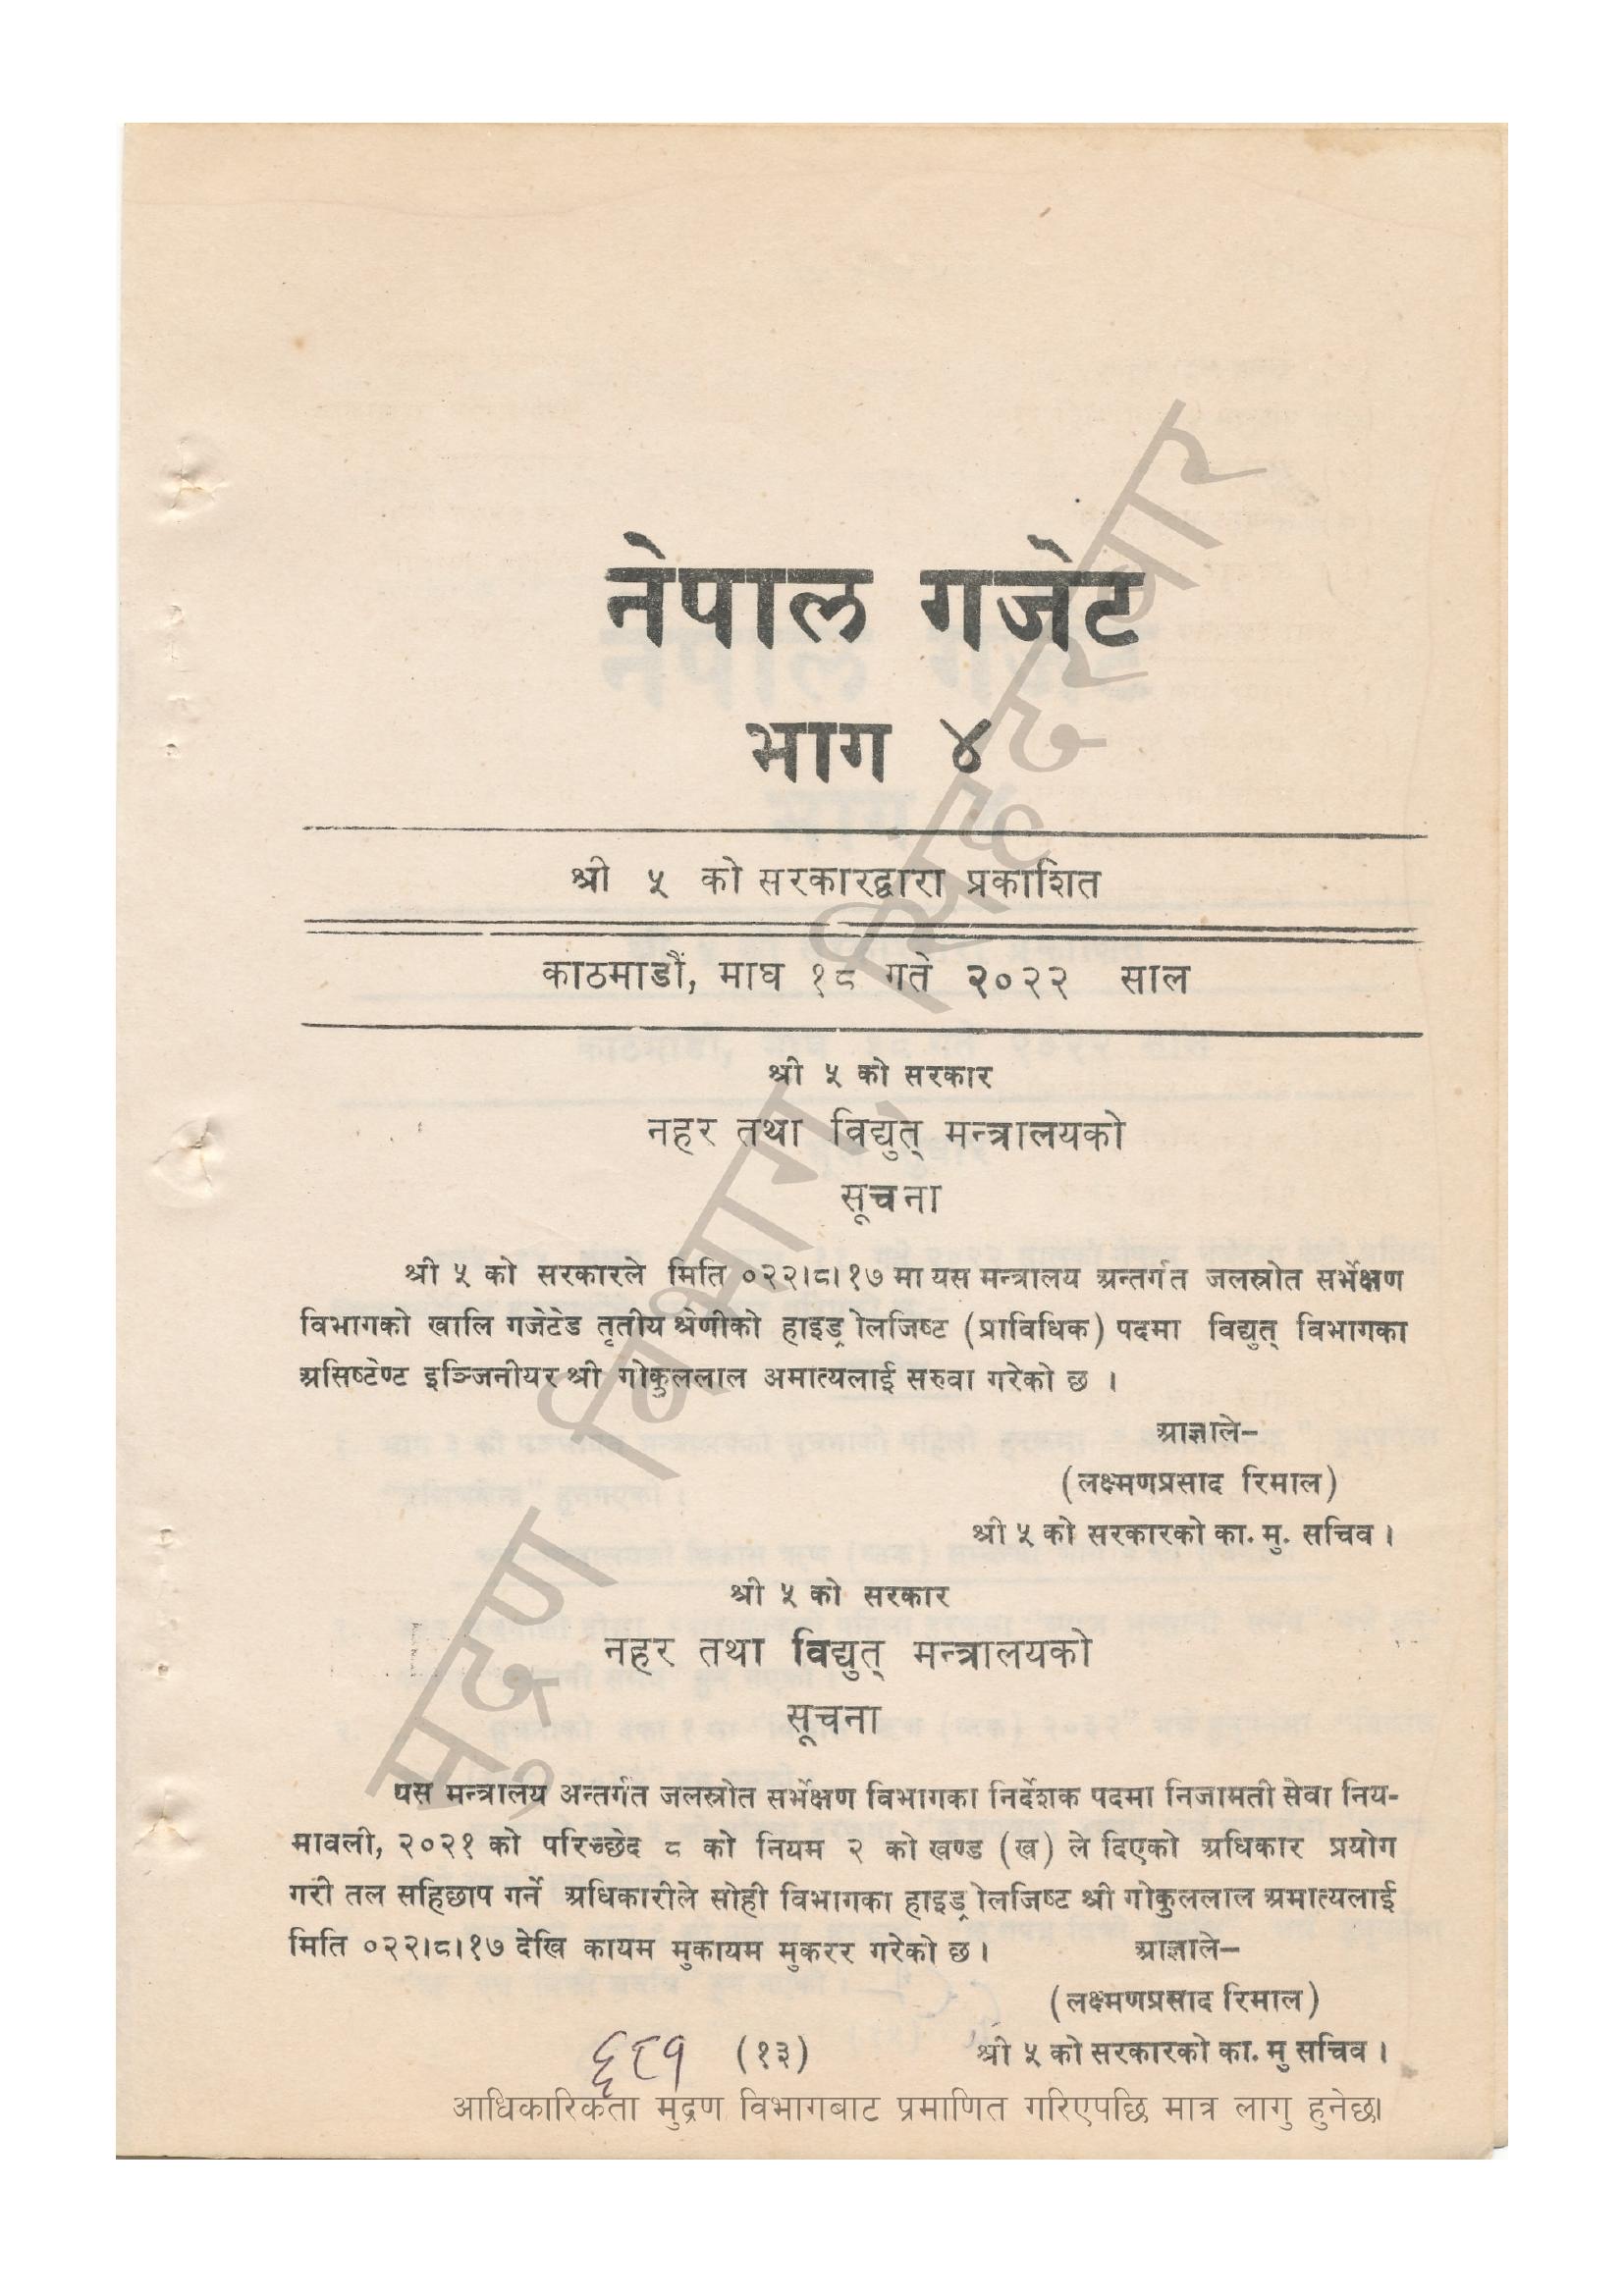 नेपाल गजेट
भाग ४
श्री ५ को सरकारद्वारा प्रकाशित
काठमाडौं, माघ १८ गते २०२२ साल
श्री ५ को सरकार
नहर तथा विद्युत् मन्त्रालयको
सूचना
श्री ५ को सरकारले मिति ०२२।८।१७ मा यस मन्त्रालय अन्तर्गत जलस्रोत सर्भेक्षण
विभागको खालि गजेटेड तृतीय श्रेणीको हाइड्रोलजिष्ट (प्राविधिक) पदमा विद्युत् विभागका
असिष्टेण्ट इञ्जिनीयर श्री गोकुललाल अमात्यलाई सरुवा गरेको छ ।
आज्ञाले–
(लक्ष्मणप्रसाद रिमाल)
श्री ५ को सरकारको का. मु. सचिव ।
श्री ५ को सरकार
नहर तथा विद्युत् मन्त्रालयको
सूचना
यस मन्त्रालय अन्तर्गत जलस्रोत सर्भेक्षण विभागका निर्देशक पदमा निजामती सेवा निय-
मावली, २०२१ को परिच्छेद ८ को नियम २ को खण्ड (ख) ले दिएको अधिकार प्रयोग
गरी तल सहिछाप गर्ने अधिकारीले सोही विभागका हाइड्रोलजिष्ट श्री गोकुललाल अमात्यलाई
मिति ०२२।८।१७ देखि कायम मुकायम मुकरर गरेको छ ।
आज्ञाले–
(लक्ष्मणप्रसाद रिमाल)
श्री ५ को सरकारको का. मु सचिव ।
६८१ (१३)
आधिकारिकता मुद्रण विभागबाट प्रमाणित गरिएपछि मात्र लागु हुनेछ।
मुद्रण विभाग, सिंहदरबार